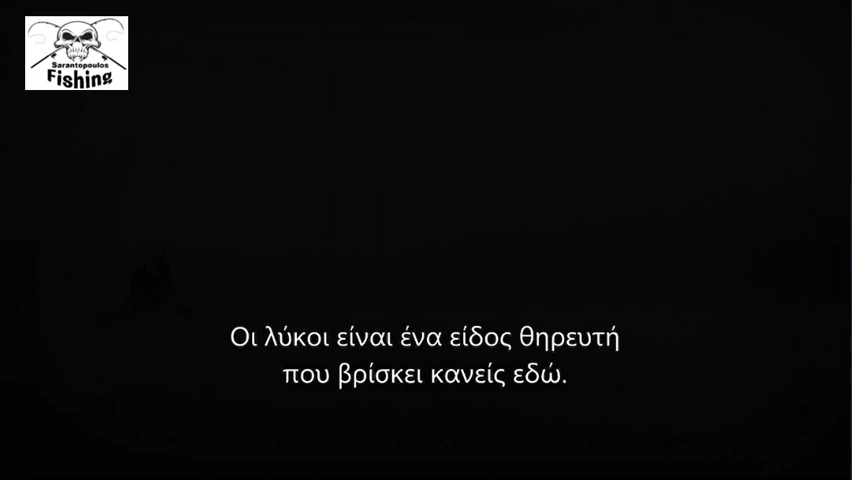 Sarantopoulos
Fishing
Οι λύκοι είναι ένα είδος θηρευτή
που βρίσκει κανείς εδώ.